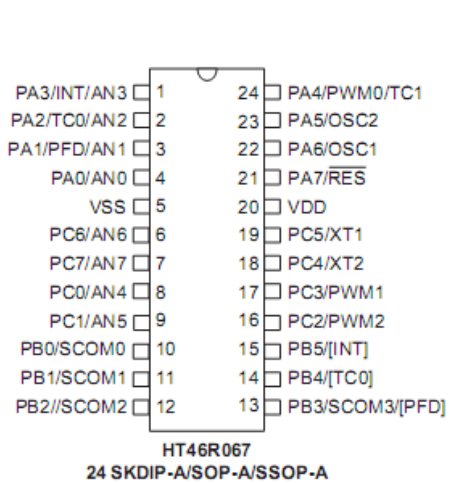 PA3/INT/AN3 1 24 PA4/PWM0/TC1
PA2/TC0/AN2 2 23 PA5/OSC2
PA1/PFD/AN1 3 22 PA6/OSC1
PA0/AN0 4 21 PA7/RES
VSS 5 20 VDD
PC6/AN6 6 19 PC5/XT1
PC7/AN7 7 18 PC4/XT2
PC0/AN4 8 17 PC3/PWM1
PC1/AN5 9 16 PC2/PWM2
PB0/SCOM0 10 15 PB5/[INT]
PB1/SCOM1 11 14 PB4/[TC0]
PB2//SCOM2 12 13 PB3/SCOM3/[PFD]
HT46R067
24 SKDIP-A/SOP-A/SSOP-A